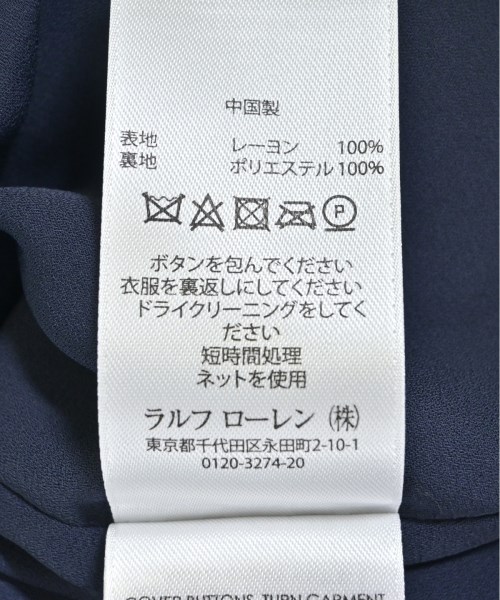 中国製
表地 レーヨン 100%
裏地 ポリエステル 100%
P
ボタンを包んでください
衣服を裏返しにしてください
ドライクリーニングをしてく
ださい
短時間処理
ネットを使用
ラルフ ローレン (株)
東京都千代田区永田町2-10-1
0120-3274-20
COVER BUTTONS, TURN GARMENT